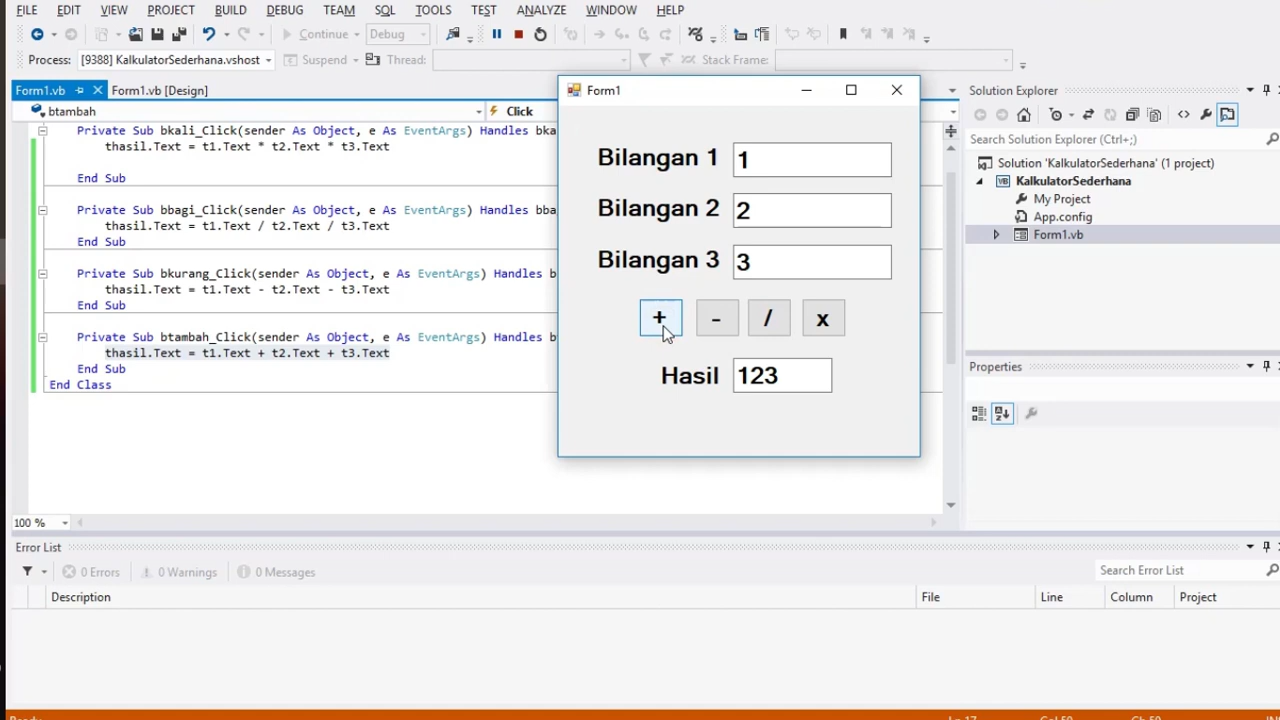 FILE EDIT VIEW PROJECT BUILD DEBUG TEAM SQL TOOLS TEST ANALYZE WINDOW HELP
Continue Debug
Process: [9388] KalkulatorSederhana.vshost Suspend Thread: Stack Frame:
Form1.vb Form1.vb [Design]
btambah Click
Private Sub bkali_Click(sender As Object, e As EventArgs) Handles bka
thasil.Text = t1.Text * t2.Text * t3.Text
End Sub
Private Sub bbagi_Click(sender As Object, e As EventArgs) Handles bba
thasil.Text = t1.Text / t2.Text / t3.Text
End Sub
Private Sub bkurang_Click(sender As Object, e As EventArgs) Handles b
thasil.Text = t1.Text - t2.Text - t3.Text
End Sub
Private Sub btambah_Click(sender As Object, e As EventArgs) Handles b
thasil.Text = t1.Text + t2.Text + t3.Text
End Sub
End Class
100 %
Form1
Bilangan 1 1
Bilangan 2 2
Bilangan 3 3
+ - / x
Hasil 123
Solution Explorer
Search Solution Explorer (Ctrl+;)
Solution 'KalkulatorSederhana' (1 project)
VB KalkulatorSederhana
My Project
App.config
Form1.vb
Properties
Error List
0 Errors 0 Warnings 0 Messages Search Error List
Description File Line Column Project